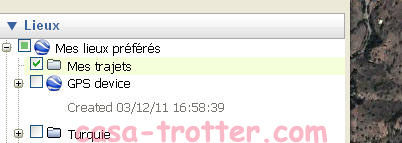 Lieux
Mes lieux préférés
Mes trajets
GPS device
Created 03/12/11 16:58:39
Turquie
casa-trotter.com